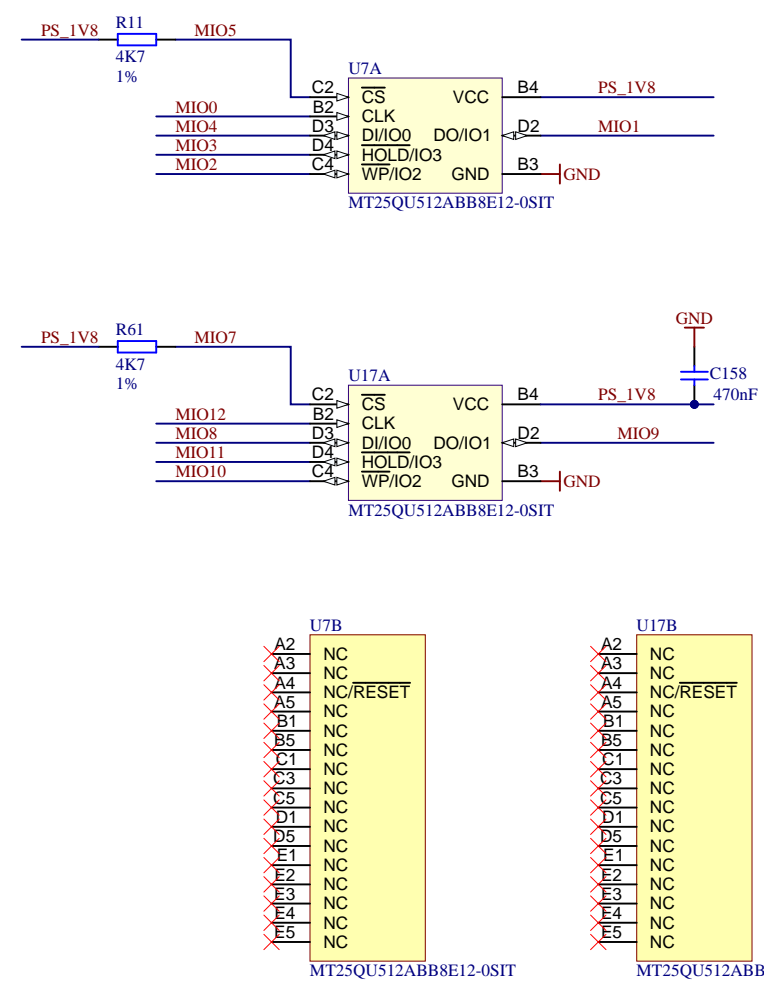 PS_1V8 R11 MIO5
4K7
1%
U7A
C2 CS VCC B4 PS_1V8
MIO0 B2 CLK
MIO4 D3 DI/IO0 DO/IO1 D2 MIO1
MIO3 D4 HOLD/IO3
MIO2 C4 WP/IO2 GND B3 GND
MT25QU512ABB8E12-0SIT
GND
PS_1V8 R61 MIO7
4K7
1%
C158
470nF
U17A
C2 CS VCC B4 PS_1V8
MIO12 B2 CLK
MIO8 D3 DI/IO0 DO/IO1 D2 MIO9
MIO11 D4 HOLD/IO3
MIO10 C4 WP/IO2 GND B3 GND
MT25QU512ABB8E12-0SIT
U7B
A2 NC
A3 NC
A4 NC/RESET
A5 NC
B1 NC
B5 NC
C1 NC
C3 NC
C5 NC
D1 NC
D5 NC
E1 NC
E2 NC
E3 NC
E4 NC
E5 NC
MT25QU512ABB8E12-0SIT
U17B
A2 NC
A3 NC
A4 NC/RESET
A5 NC
B1 NC
B5 NC
C1 NC
C3 NC
C5 NC
D1 NC
D5 NC
E1 NC
E2 NC
E3 NC
E4 NC
E5 NC
MT25QU512ABB